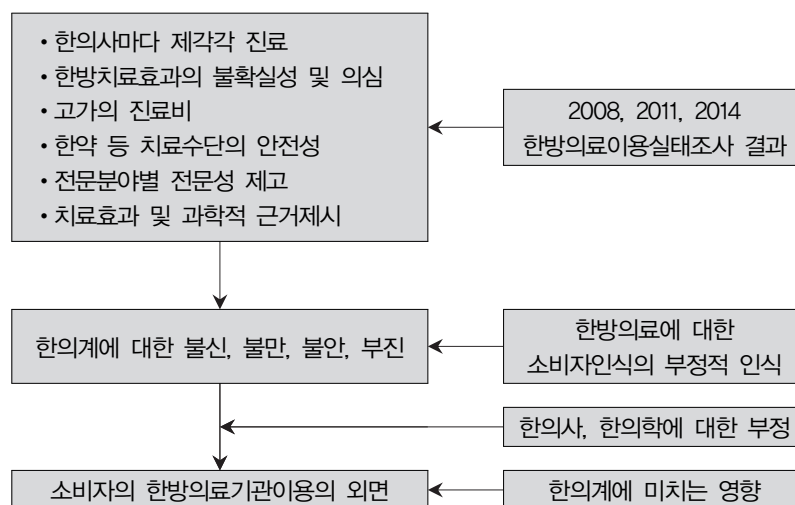 • 한의사마다 제각각 진료
• 한방치료효과의 불확실성 및 의심
• 고가의 진료비
• 한약 등 치료수단의 안전성
• 전문분야별 전문성 제고
• 치료효과 및 과학적 근거제시
2008, 2011, 2014
한방의료이용실태조사 결과
한의계에 대한 불신, 불만, 불안, 부진
한방의료에 대한
소비자인식의 부정적 인식
한의사, 한의학에 대한 부정
소비자의 한방의료기관이용의 외면
한의계에 미치는 영향